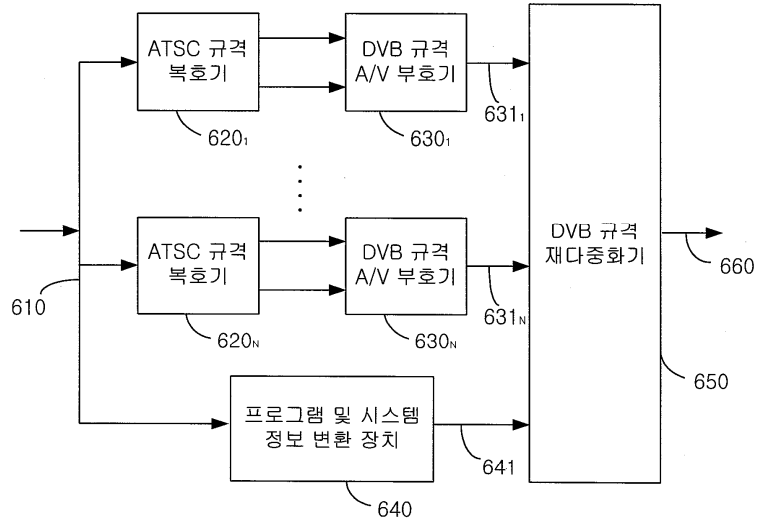 ATSC 규격
복호기
620₁
DVB 규격
A/V 부호기
630₁
631₁
ATSC 규격
복호기
620N
DVB 규격
A/V 부호기
630N
631N
DVB 규격
재다중화기
660
650
610
프로그램 및 시스템
정보 변환 장치
640
641